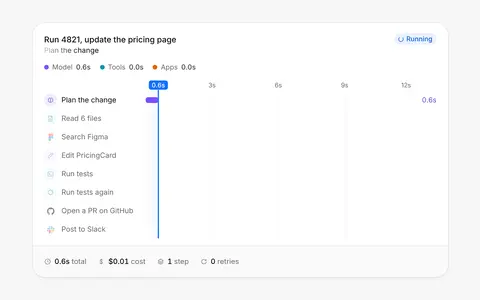 Run 4821, update the pricing page
Running
Plan the change
Model 0.6s Tools 0.0s Apps 0.0s
0.6s 3s 6s 9s 12s
Plan the change 0.6s
Read 6 files
Search Figma
Edit PricingCard
Run tests
Run tests again
Open a PR on GitHub
Post to Slack
0.6s total $ $0.01 cost 1 step 0 retries